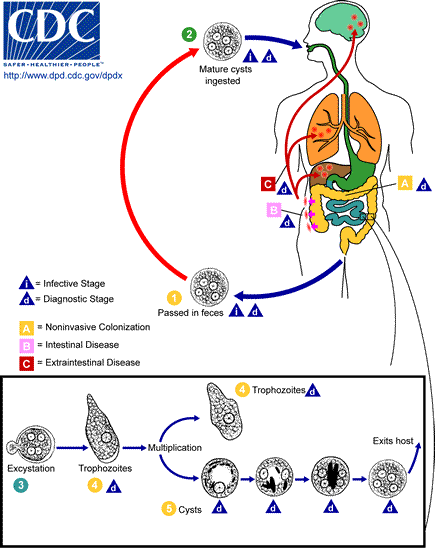 CDC
SAFER·HEALTHIER·PEOPLE™
http://www.dpd.cdc.gov/dpdx
2
Mature cysts
ingested
i d
C d
B d
A d
i = Infective Stage
d = Diagnostic Stage
1
Passed in feces
i d
A = Noninvasive Colonization
B = Intestinal Disease
C = Extraintestinal Disease
4 Trophozoites d
Multiplication
Exits host
Excystation
3
Trophozoites
4 d
5 Cysts
d d d d